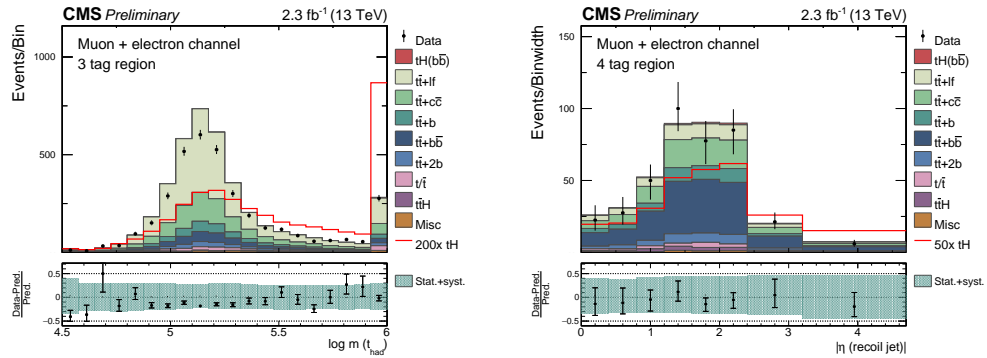 CMS Preliminary 2.3 fb⁻¹ (13 TeV)
Events/Bin
Muon + electron channel
3 tag region
1000
500
Data
tH(bb̅)
tt̅+lf
tt̅+cc̅
tt̅+b
tt̅+bb̅
tt̅+2b
t/t̅
tt̅H
Misc
200x tH
Data-Pred.
Pred.
0.5
0.0
−0.5
Stat.+syst.
4.5 5 5.5 6
log m (t_had)
CMS Preliminary 2.3 fb⁻¹ (13 TeV)
Events/Binwidth
Muon + electron channel
4 tag region
150
100
50
0
Data
tH(bb̅)
tt̅+lf
tt̅+cc̅
tt̅+b
tt̅+bb̅
tt̅+2b
t/t̅
tt̅H
Misc
50x tH
Data-Pred.
Pred.
0.5
0.0
−0.5
Stat.+syst.
0 1 2 3 4
|η (recoil jet)|